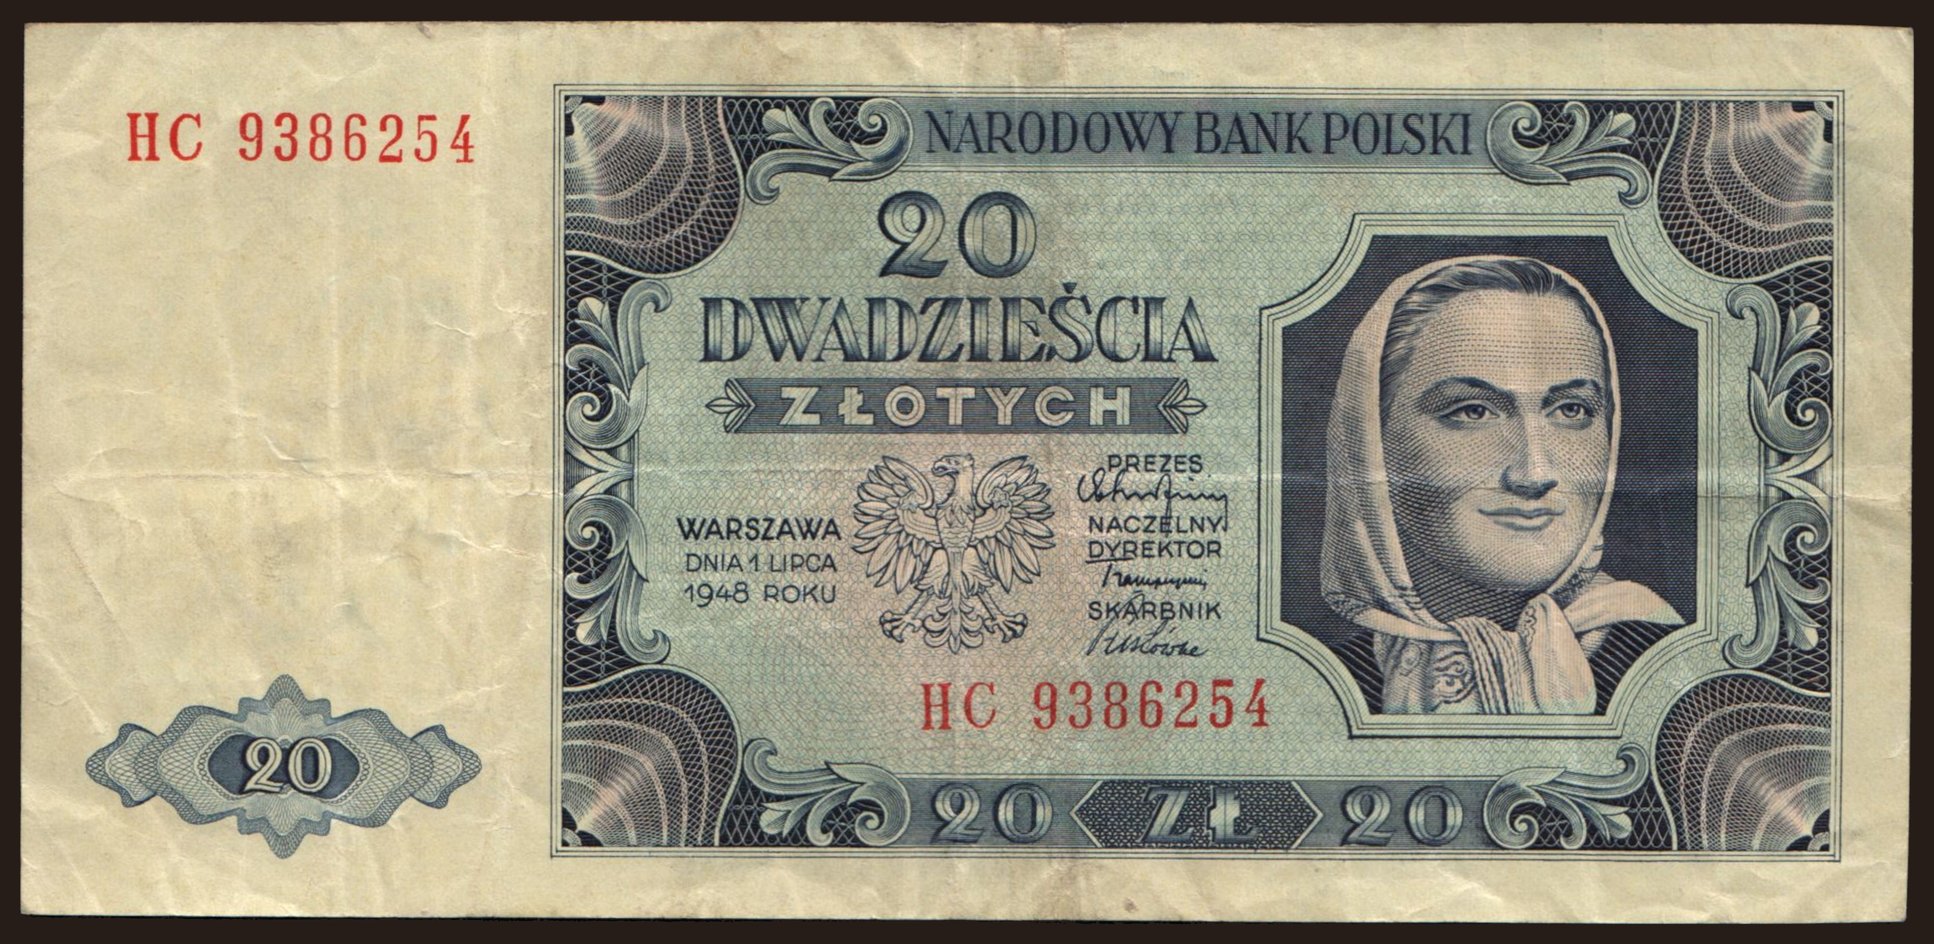 HC 9386254
NARODOWY BANK POLSKI
20
DWADZIEŚCIA
ZŁOTYCH
WARSZAWA
DNIA 1 LIPCA
1948 ROKU
PREZES
NACZELNY
DYREKTOR
SKARBNIK
HC 9386254
20
20 ZŁ 20